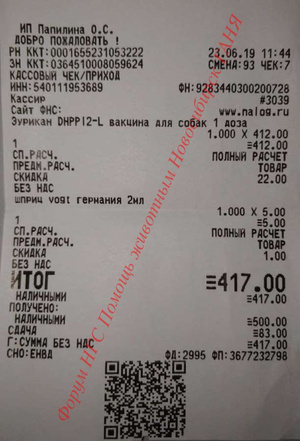 ИП Папилина О.С.
ДОБРО ПОЖАЛОВАТЬ !
РН ККТ:0001655231053222 23.06.19 11:44
ЗН ККТ:0364510008059624 СМЕНА:93 ЧЕК:7
КАССОВЫЙ ЧЕК/ПРИХОД
ИНН:540111953689 ФН:9283440300200728
Кассир #3039
Сайт ФНС: www.nalog.ru
Эурикан DHPPI2-L вакцина для собак 1 доза
1.000 X 412.00
1 ≡412.00
СП.РАСЧ. ПОЛНЫЙ РАСЧЕТ
ПРЕДМ.РАСЧ. ТОВАР
СКИДКА 22.00
БЕЗ НДС
шприц Vogt Германия 2мл
1.000 X 5.00
1 ≡5.00
СП.РАСЧ. ПОЛНЫЙ РАСЧЕТ
ПРЕДМ.РАСЧ. ТОВАР
СКИДКА 1.00
БЕЗ НДС
ИТОГ ≡417.00
НАЛИЧНЫМИ ≡417.00
ПОЛУЧЕНО:
НАЛИЧНЫМИ ≡500.00
СДАЧА ≡83.00
Г:СУММА БЕЗ НДС ≡417.00
СНО:ЕНВД ФД:2995 ФП:3677232798
Форум НГС Помощь животным Новосибирска ДНЯ